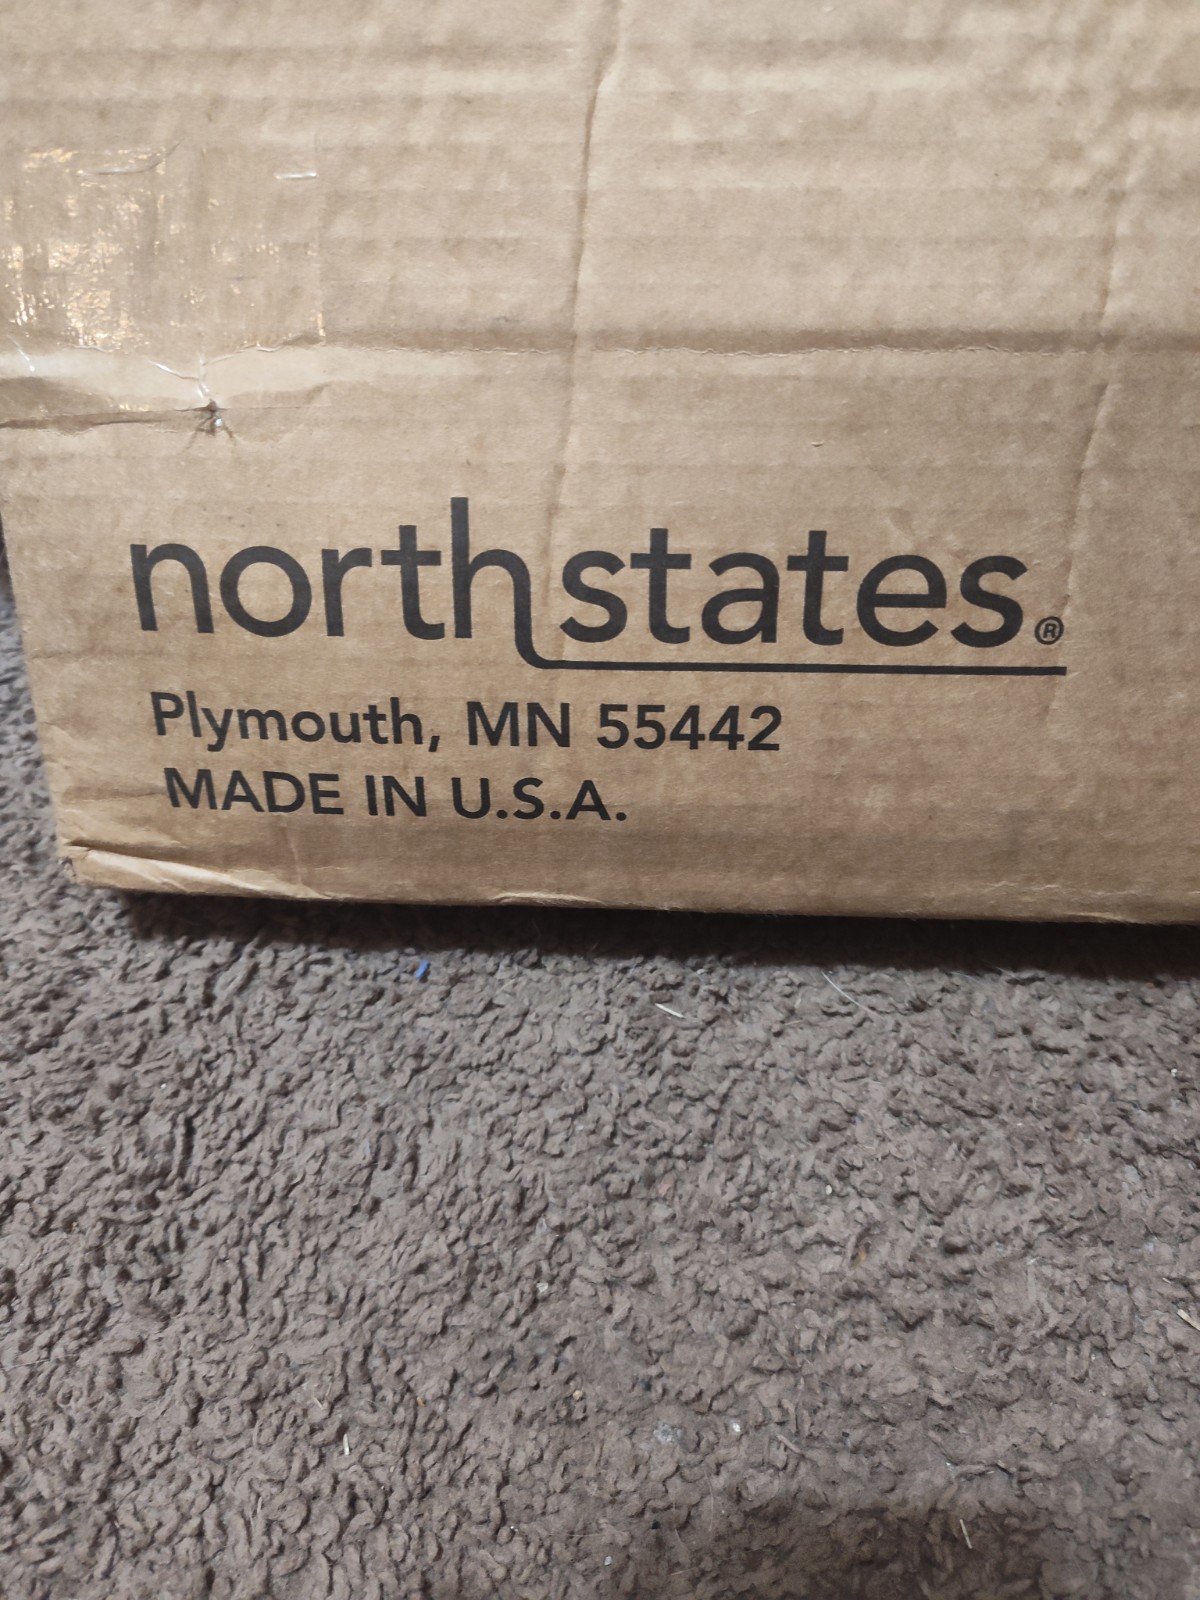 northstates®
Plymouth, MN 55442
MADE IN U.S.A.